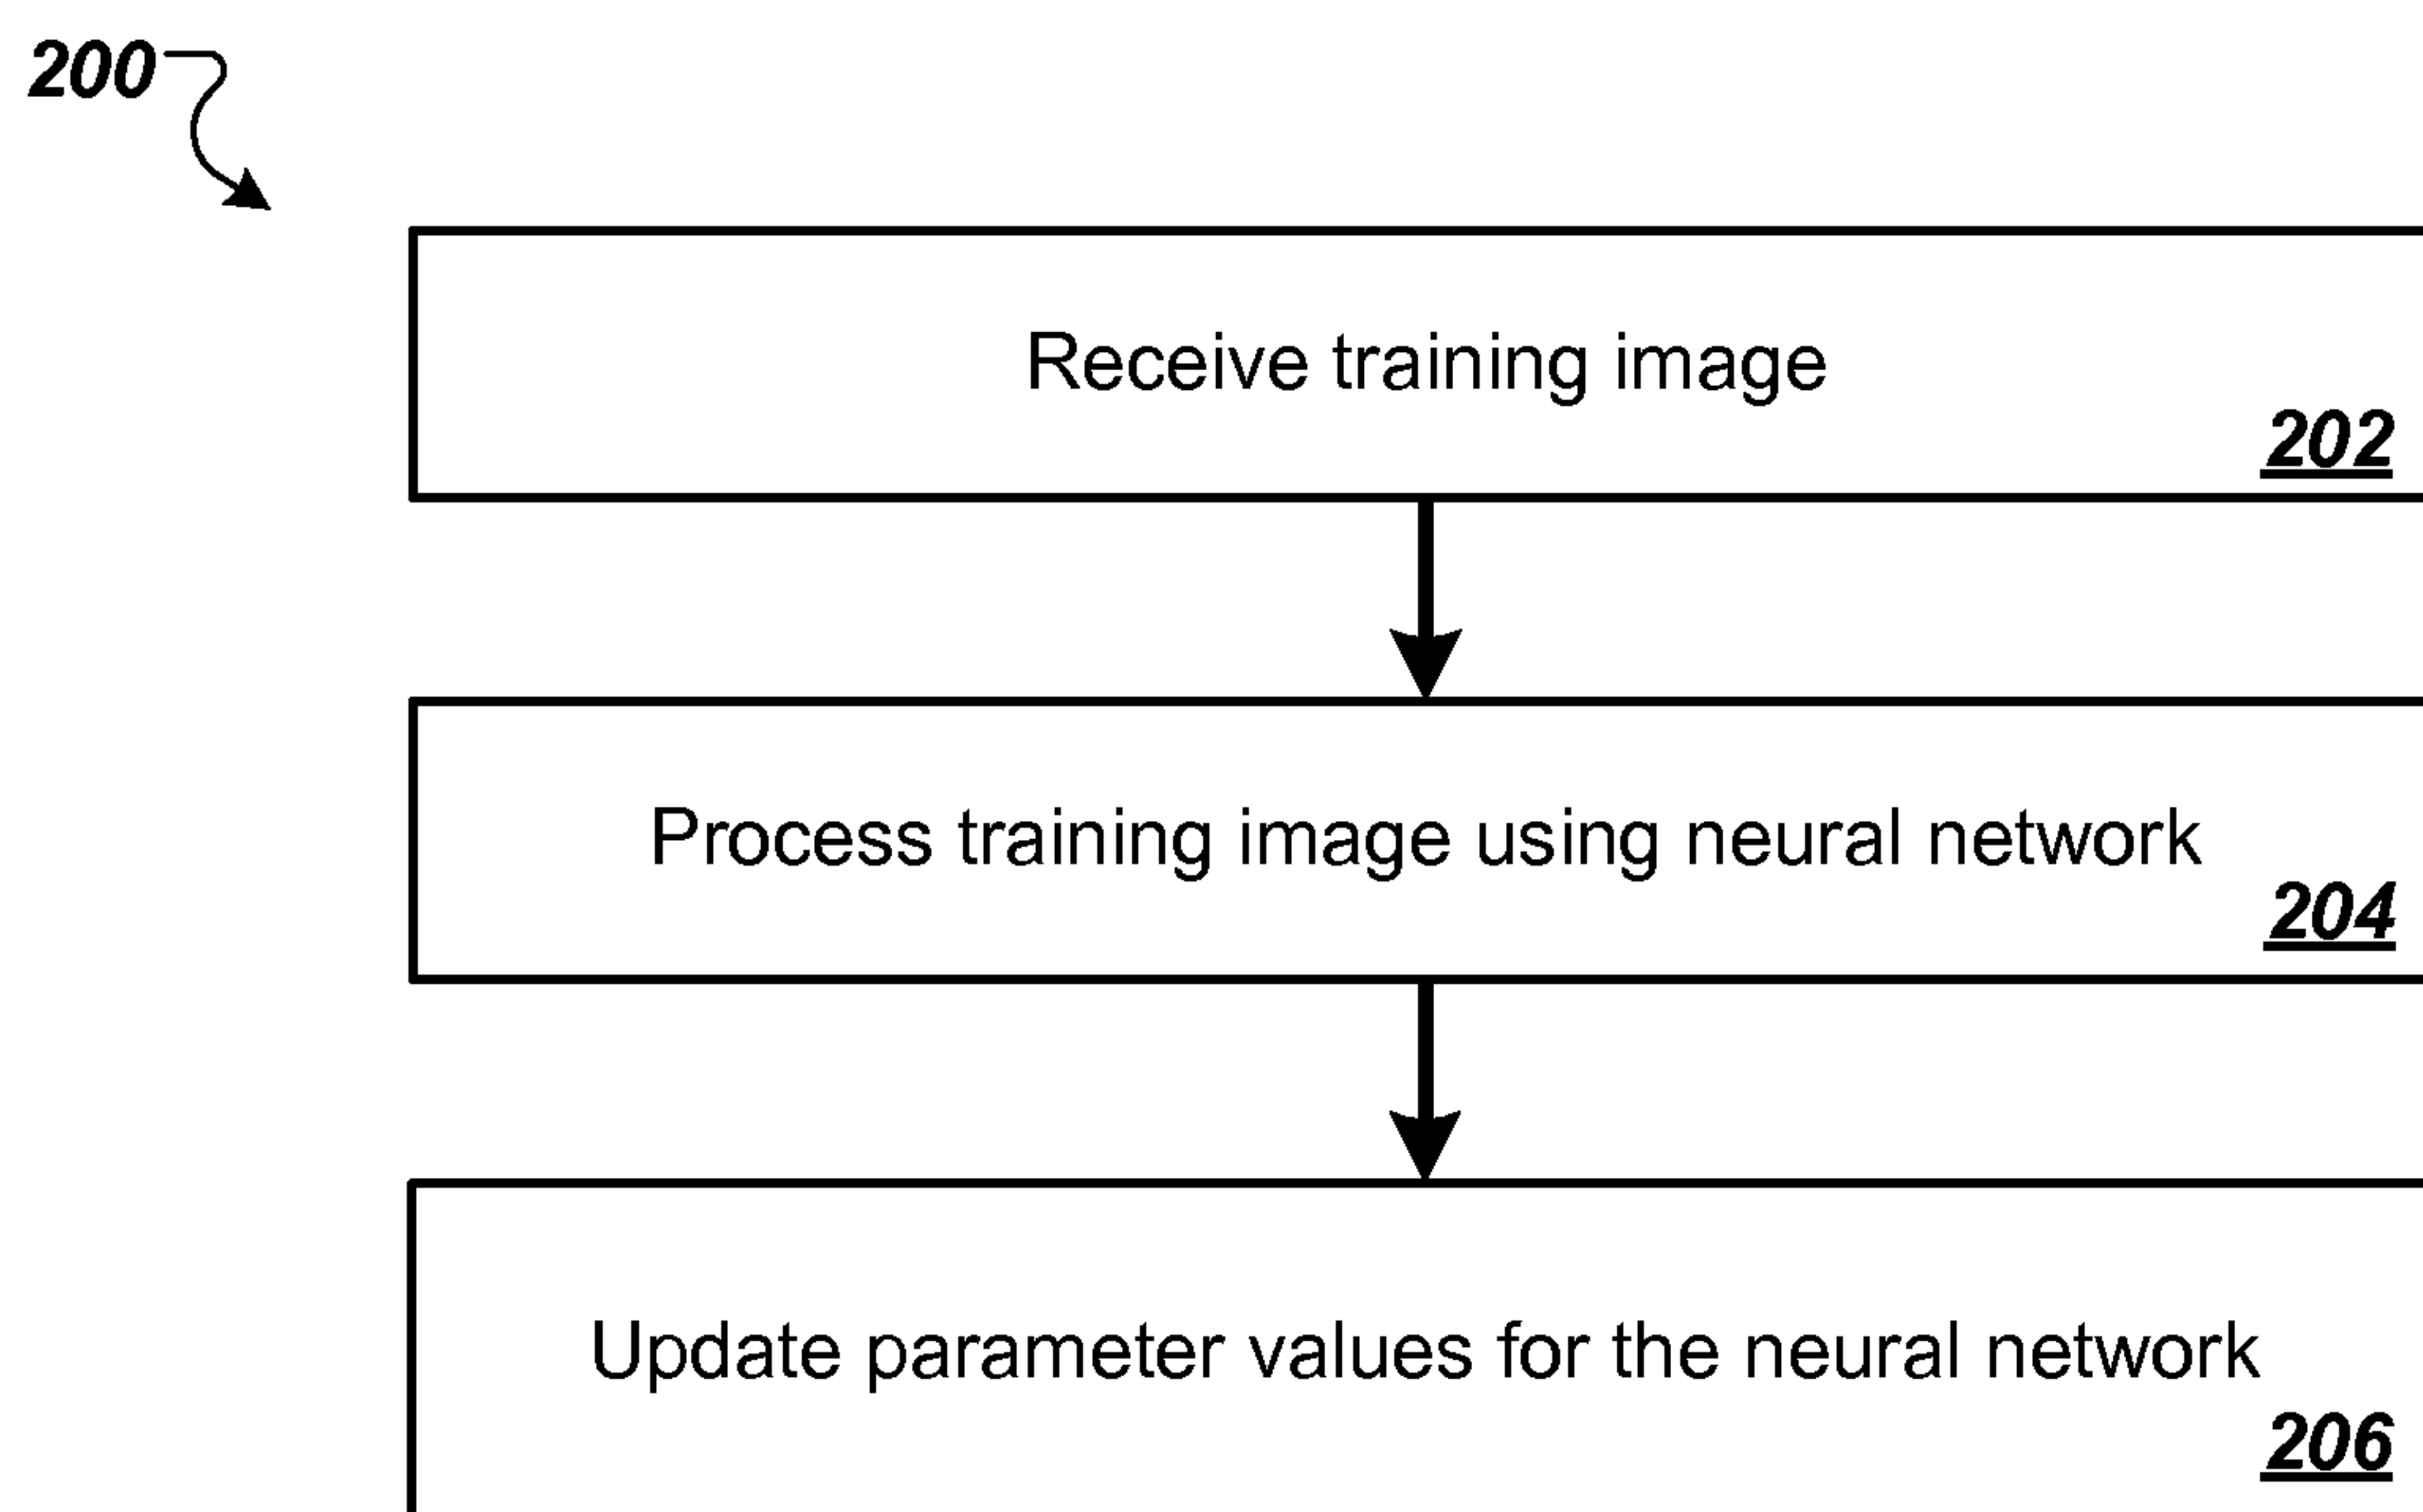 200
Receive training image
202
Process training image using neural network
204
Update parameter values for the neural network
206